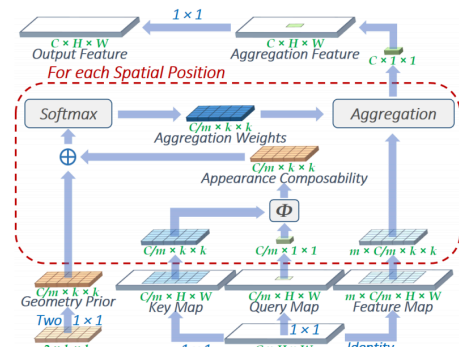 1 × 1
C × H × W
Output Feature
C × H × W
Aggregation Feature
C × 1 × 1
For each Spatial Position
Softmax
C/m × k × k
Aggregation Weights
Aggregation
C/m × k × k
Appearance Composability
Φ
C/m × k × k
C/m × 1 × 1
m × C/m × k × k
C/m × k × k
Geometry Prior
C/m × H × W
Key Map
C/m × H × W
Query Map
m × C/m × H × W
Feature Map
Two 1 × 1
1 × 1
Identity